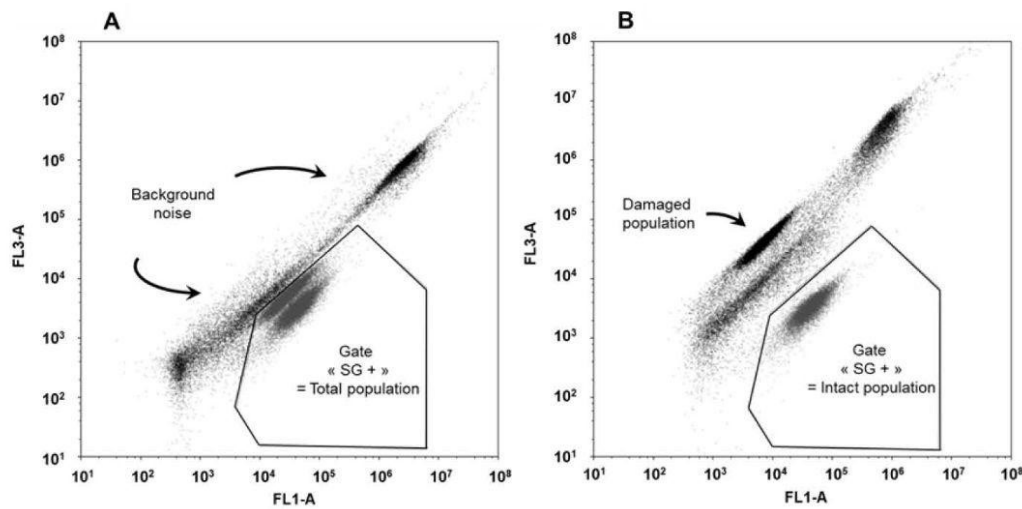 A
10⁸
10⁷
10⁶
10⁵
10⁴
10³
10²
10¹
FL3-A
Background
noise
Gate
« SG + »
= Total population
10¹ 10² 10³ 10⁴ 10⁵ 10⁶ 10⁷ 10⁸
FL1-A
B
10⁸
10⁷
10⁶
10⁵
10⁴
10³
10²
10¹
FL3-A
Damaged
population
Gate
« SG + »
= Intact population
10¹ 10² 10³ 10⁴ 10⁵ 10⁶ 10⁷ 10⁸
FL1-A